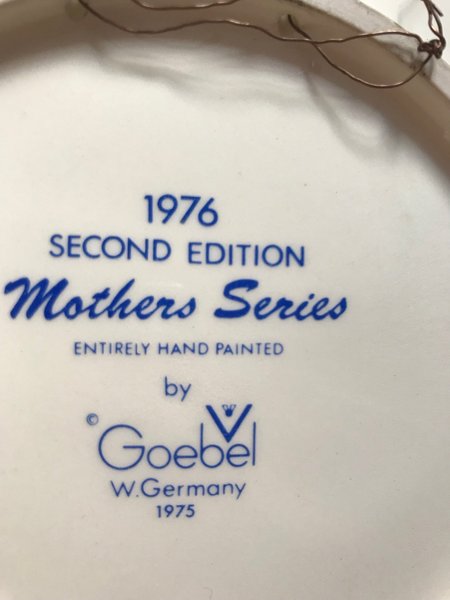 1976
SECOND EDITION
Mothers Series
ENTIRELY HAND PAINTED
by
© Goebel
W.Germany
1975